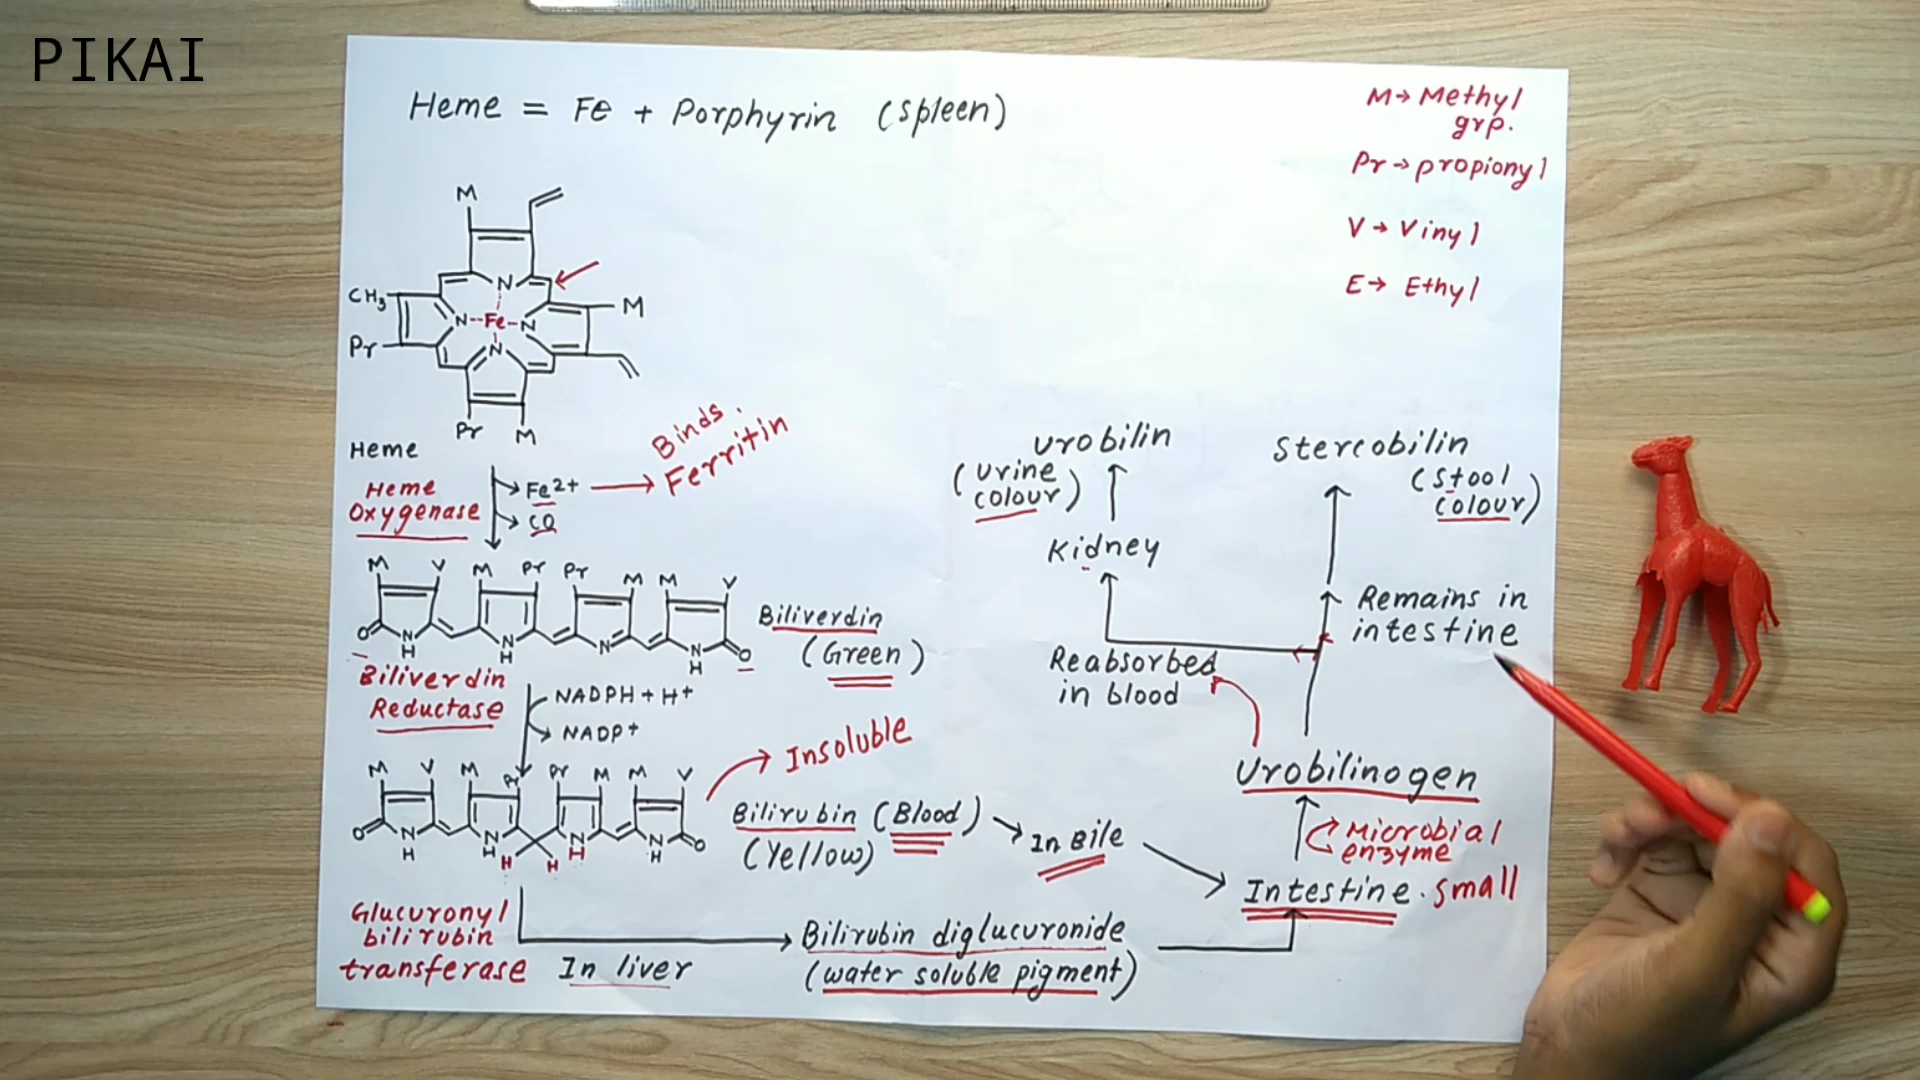 PIKAI
Heme = Fe + Porphyrin (Spleen)
M→ Methyl
grp.
Pr→ propionyl
V→ Vinyl
E→ Ethyl
M
N
CH3
M
N--Fe-N
Pr
N
Pr M
Heme
Heme
Oxygenase
Fe2+
CO
Binds.
Ferritin
M V M Pr Pr M M V
O N N N N O
H H H
Biliverdin
(Green)
Biliverdin
Reductase
NADPH + H+
NADP+
M V M Pr Pr M M V
O N N N N O
H H H H
H H
Insoluble
Bilirubin (Blood)
(Yellow)
In Bile
Glucuronyl
bilirubin
transferase
In liver
Bilirubin diglucuronide
(water soluble pigment)
Intestine. small
Microbial
enzyme
Urobilinogen
Reabsorbed
in blood
Kidney
Urobilin
(Urine
colour)
Remains in
intestine
Stercobilin
(Stool
colour)